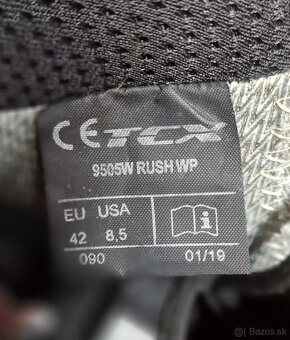 CE TCX
9505W RUSH WP
EU USA
42 8,5 i
090 01/19
Bazos.sk